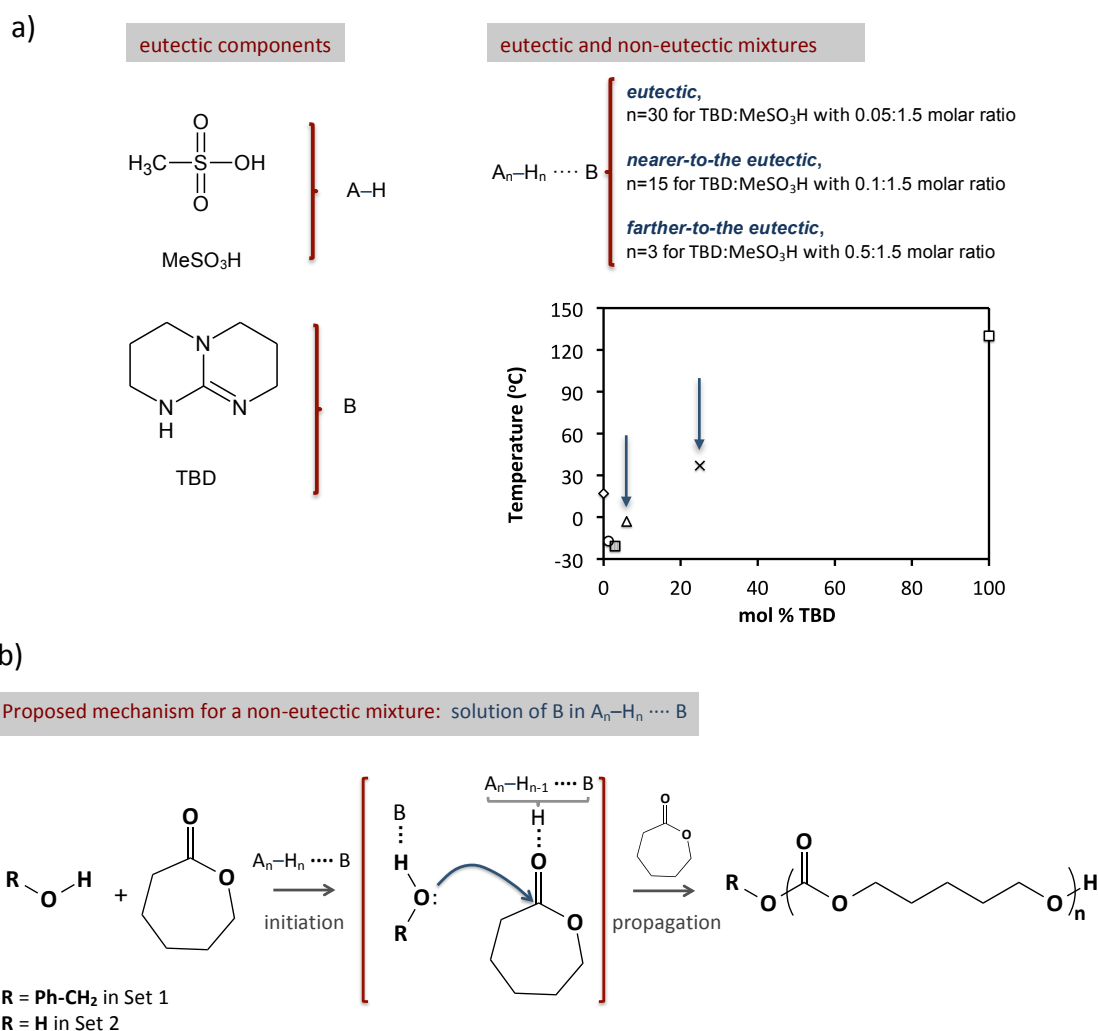 a)
eutectic components
eutectic and non-eutectic mixtures
O
H3C S OH
O
MeSO3H
A–H
An–Hn ···· B
eutectic,
n=30 for TBD:MeSO3H with 0.05:1.5 molar ratio
nearer-to-the eutectic,
n=15 for TBD:MeSO3H with 0.1:1.5 molar ratio
farther-to-the eutectic,
n=3 for TBD:MeSO3H with 0.5:1.5 molar ratio
N
N N
H
TBD
B
Temperature (ºC)
150
120
90
60
30
0
-30
0 20 40 60 80 100
mol % TBD
b)
Proposed mechanism for a non-eutectic mixture: solution of B in An–Hn ···· B
R O H
+
O
O
An–Hn ···· B
initiation
B
H
O:
R
An–Hn-1 ···· B
H
O
O
O
O
propagation
R
O
(
O
O
O
)
n
H
R = Ph-CH2 in Set 1
R = H in Set 2